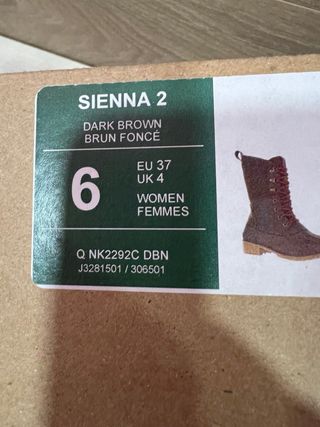 SIENNA 2
DARK BROWN
BRUN FONCÉ
6
EU 37
UK 4
WOMEN
FEMMES
Q NK2292C DBN
J3281501 / 306501